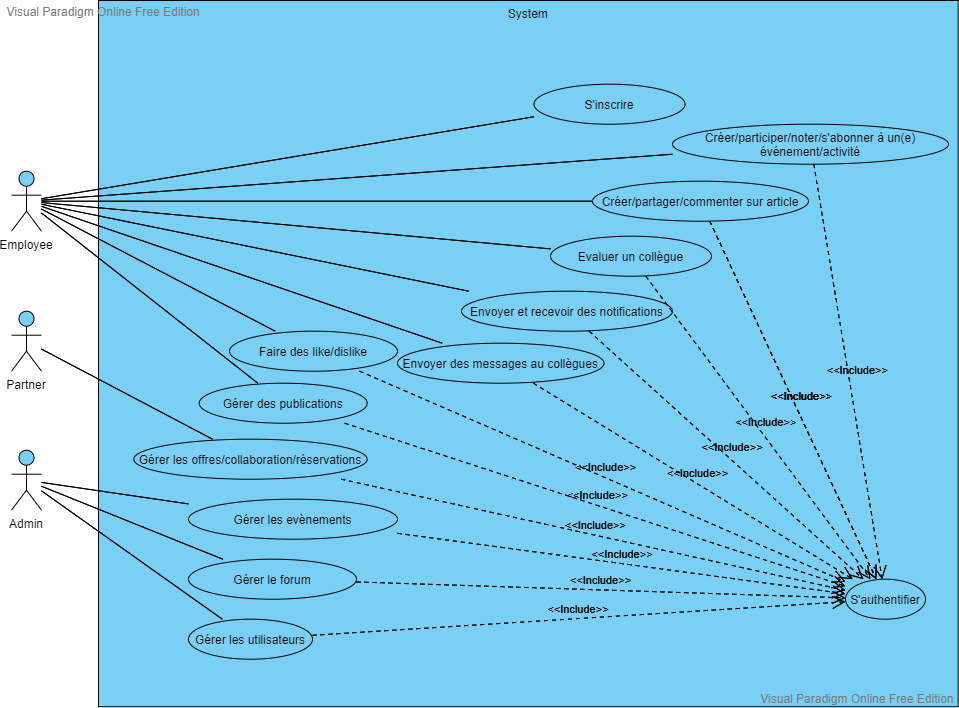 Visual Paradigm Online Free Edition
System
S'inscrire
Créer/participer/noter/s'abonner à un(e)
événement/activité
Créer/partager/commenter sur article
Employee
Evaluer un collègue
Envoyer et recevoir des notifications
Faire des like/dislike
Envoyer des messages au collègues
<<Include>>
Partner
<<Include>>
Gérer des publications
<<Include>>
<<Include>>
Gérer les offres/collaboration/réservations
<<Include>>
<<Include>>
<<Include>>
Admin
Gérer les evènements
<<Include>>
<<Include>>
Gérer le forum
<<Include>>
S'authentifier
<<Include>>
Gérer les utilisateurs
Visual Paradigm Online Free Edition